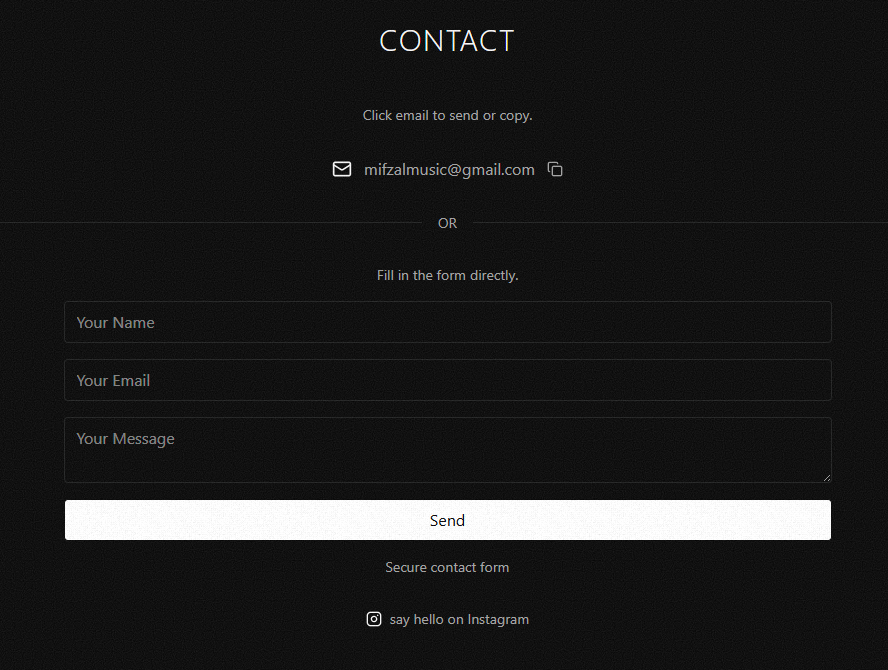 CONTACT
Click email to send or copy.
mifzalmusic@gmail.com
OR
Fill in the form directly.
Your Name
Your Email
Your Message
Send
Secure contact form
say hello on Instagram